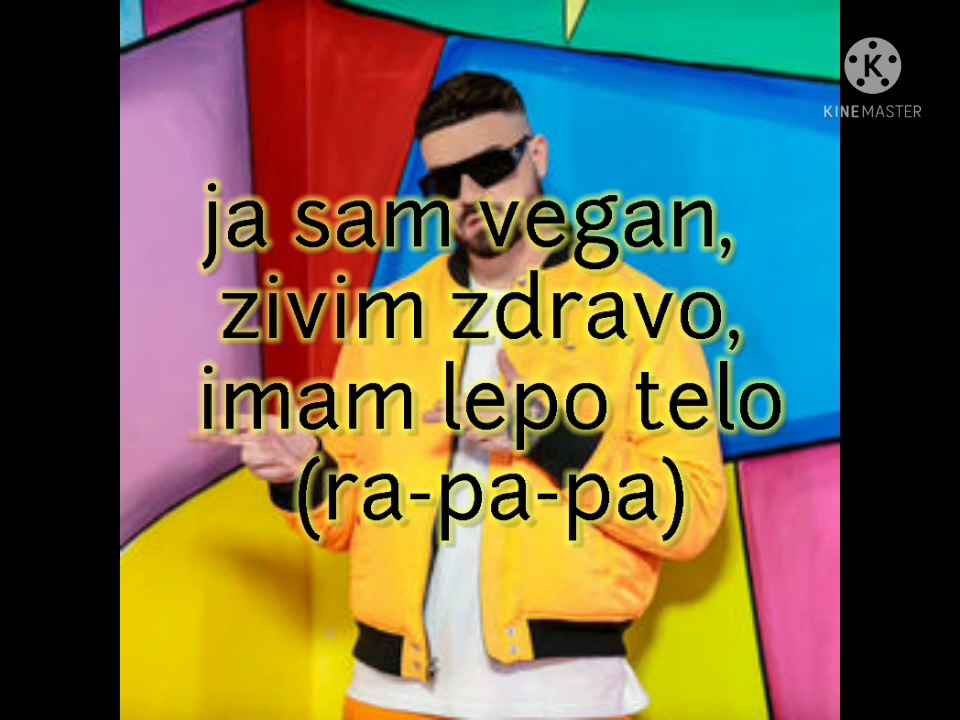 KINEMASTER
ja sam vegan,
zivim zdravo,
imam lepo telo
(ra-pa-pa)